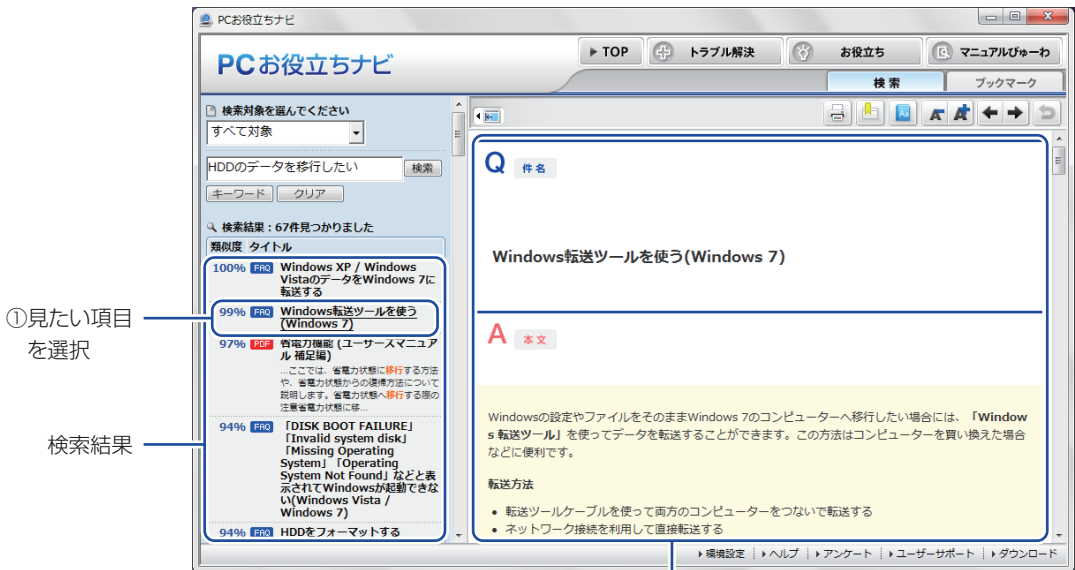 PCお役立ちナビ
PCお役立ちナビ
TOP
トラブル解決
お役立ち
マニュアルびゅーわ
検索
ブックマーク
検索対象を選んでください
すべて対象
HDDのデータを移行したい
検索
キーワード
クリア
検索結果：67件見つかりました
類似度 タイトル
100% FAQ Windows XP / Windows
VistaのデータをWindows 7に
転送する
99% FAQ Windows転送ツールを使う
(Windows 7)
97% PDF 省電力機能 (ユーザーズマニュア
ル 補足編)
...ここでは、省電力状態に移行する方法
や、省電力状態からの復帰方法について
説明します。省電力状態へ移行する際の
注意省電力状態に移...
94% FAQ 「DISK BOOT FAILURE」
「Invalid system disk」
「Missing Operating
System」「Operating
System Not Found」などと表
示されてWindowsが起動できな
い(Windows Vista /
Windows 7)
94% FAQ HDDをフォーマットする
①見たい項目
を選択
検索結果
Q 件名
Windows転送ツールを使う(Windows 7)
A 本文
Windowsの設定やファイルをそのままWindows 7のコンピューターへ移行したい場合には、「Window
s 転送ツール」を使ってデータを転送することができます。この方法はコンピューターを買い換えた場合
などに便利です。
転送方法
• 転送ツールケーブルを使って両方のコンピューターをつないで転送する
• ネットワーク接続を利用して直接転送する
環境設定
ヘルプ
アンケート
ユーザーサポート
ダウンロード